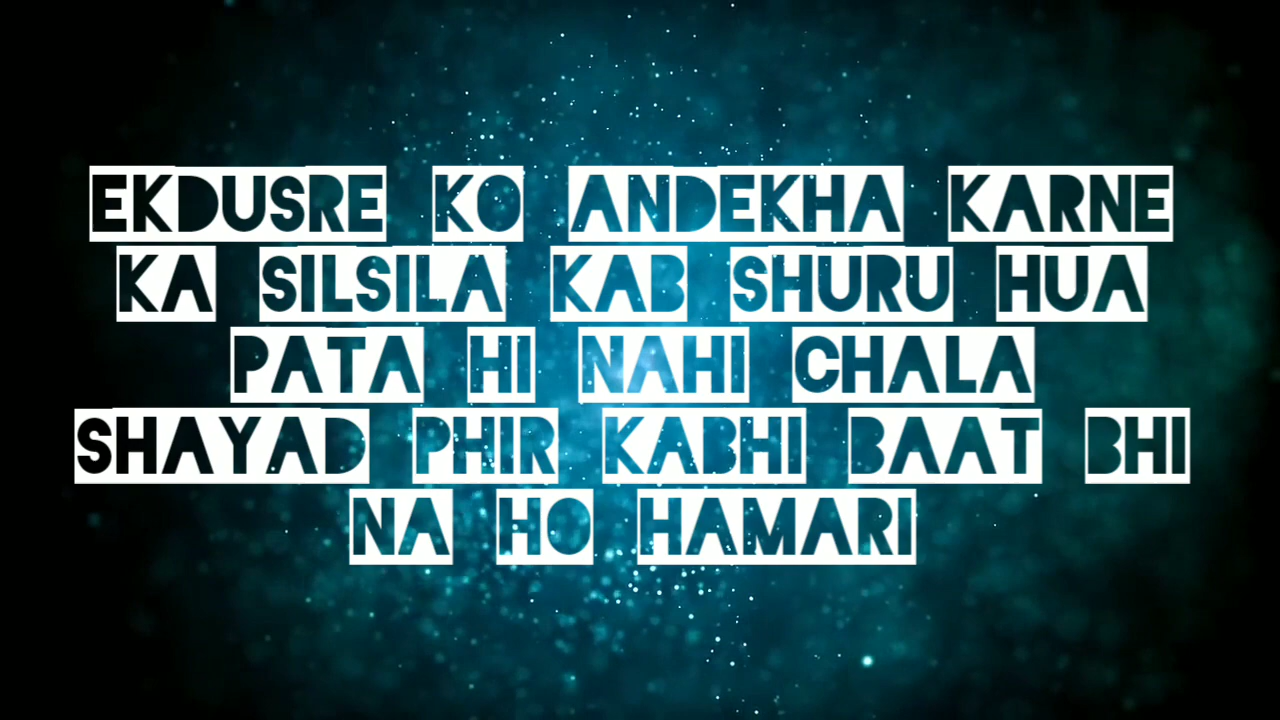 EKDUSRE KO ANDEKHA KARNE
KA SILSILA KAB SHURU HUA
PATA HI NAHI CHALA
SHAYAD PHIR KABHI BAAT BHI
NA HO HAMARI